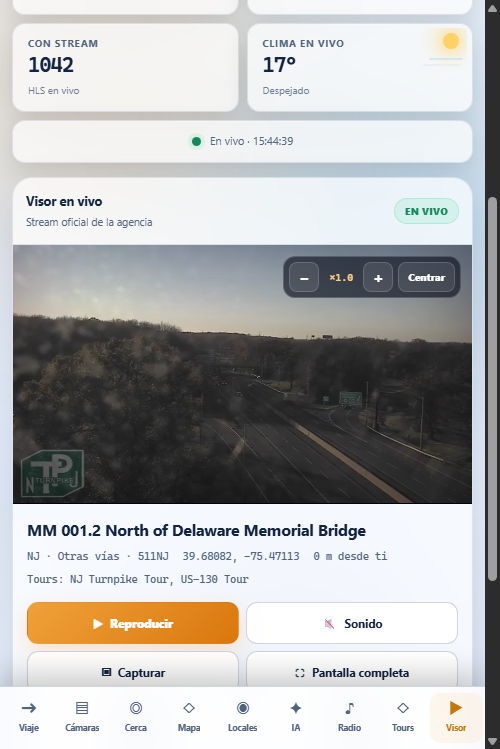 CON STREAM
1042
HLS en vivo
CLIMA EN VIVO
17°
Despejado
En vivo · 15:44:39
Visor en vivo
Stream oficial de la agencia
EN VIVO
− ×1.0 + Centrar
NTPJ
TURNPIKE
MM 001.2 North of Delaware Memorial Bridge
NJ · Otras vías · 511NJ 39.68082, −75.47113 0 m desde ti
Tours: NJ Turnpike Tour, US-130 Tour
Reproducir
Sonido
Capturar
Pantalla completa
Viaje
Cámaras
Cerca
Mapa
Locales
IA
Radio
Tours
Visor